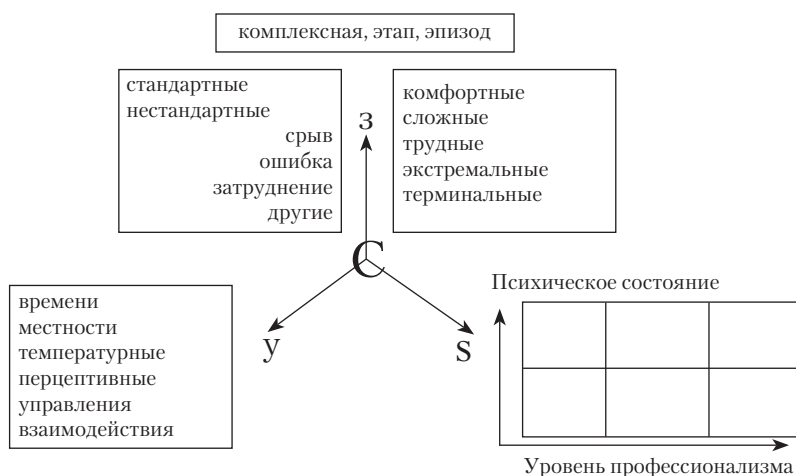 комплексная, этап, эпизод
стандартные
нестандартные
срыв
ошибка
затруднение
другие
комфортные
сложные
трудные
экстремальные
терминальные
з
С
у
s
времени
местности
температурные
перцептивные
управления
взаимодействия
Психическое состояние
Уровень профессионализма